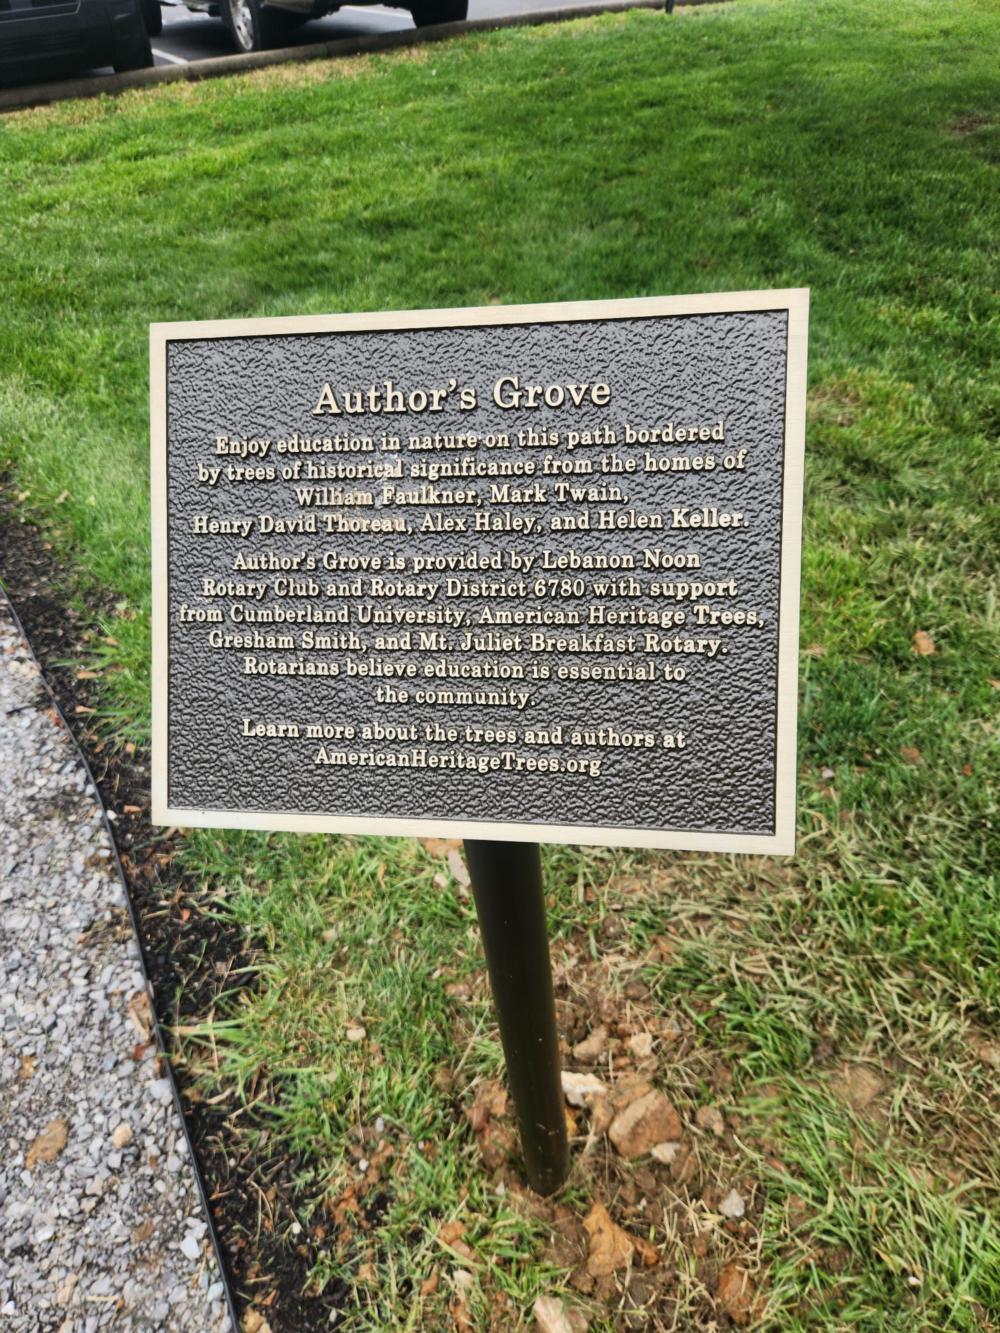 Author's Grove
Enjoy education in nature on this path bordered
by trees of historical significance from the homes of
William Faulkner, Mark Twain,
Henry David Thoreau, Alex Haley, and Helen Keller.
Author's Grove is provided by Lebanon Noon
Rotary Club and Rotary District 6780 with support
from Cumberland University, American Heritage Trees,
Gresham Smith, and Mt. Juliet Breakfast Rotary.
Rotarians believe education is essential to
the community.
Learn more about the trees and authors at
AmericanHeritageTrees.org